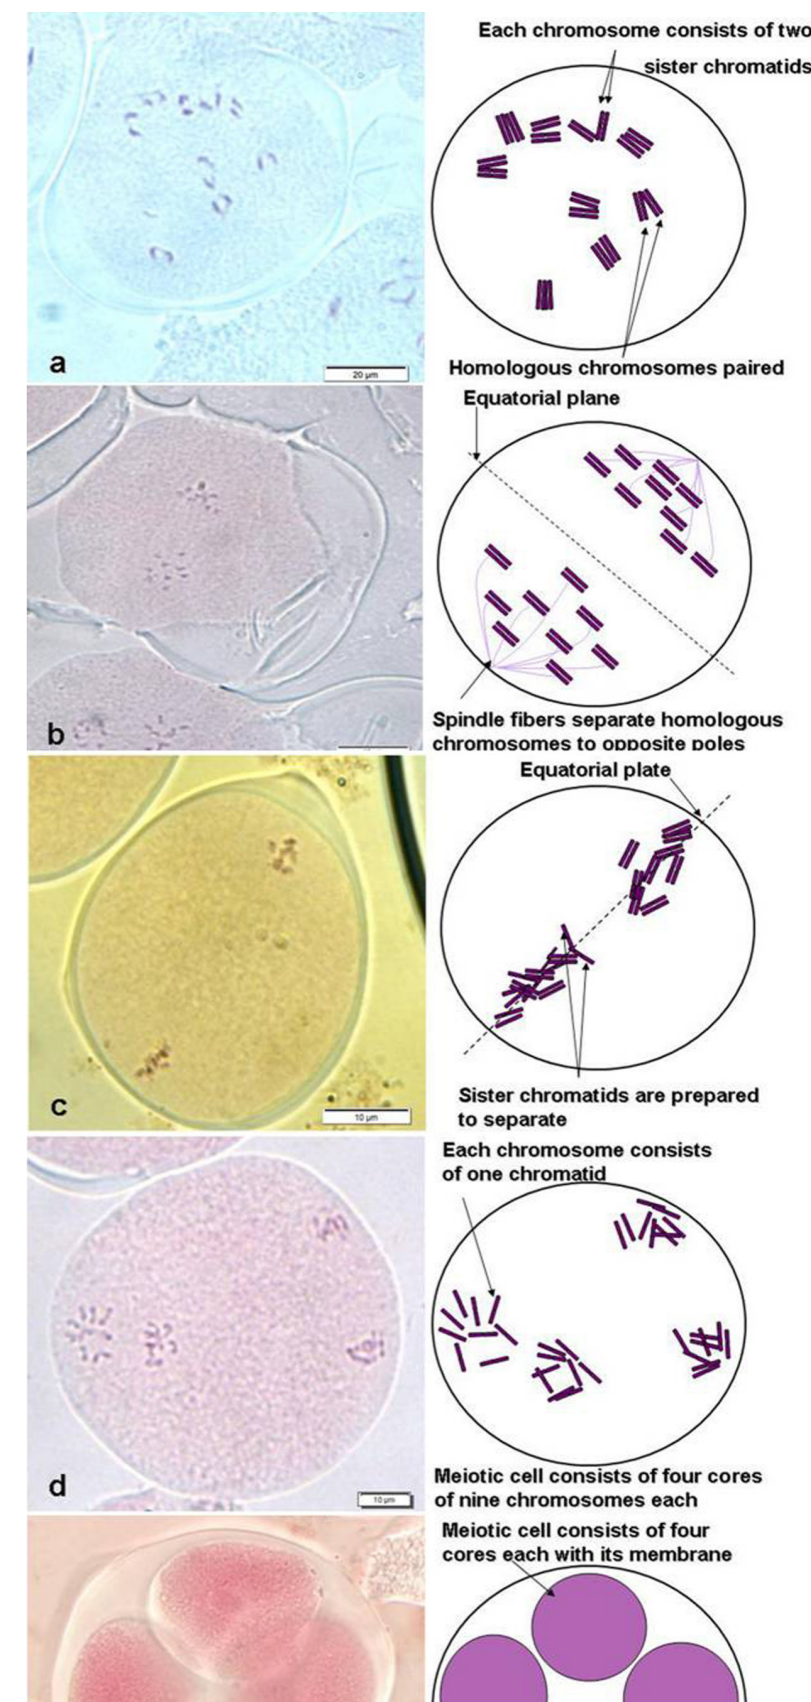 Each chromosome consists of two
sister chromatids
a
20 µm
Homologous chromosomes paired
Equatorial plane
b
Spindle fibers separate homologous
chromosomes to opposite poles
Equatorial plate
c
10 µm
Sister chromatids are prepared
to separate
Each chromosome consists
of one chromatid
d
10 µm
Meiotic cell consists of four cores
of nine chromosomes each
Meiotic cell consists of four
cores each with its membrane